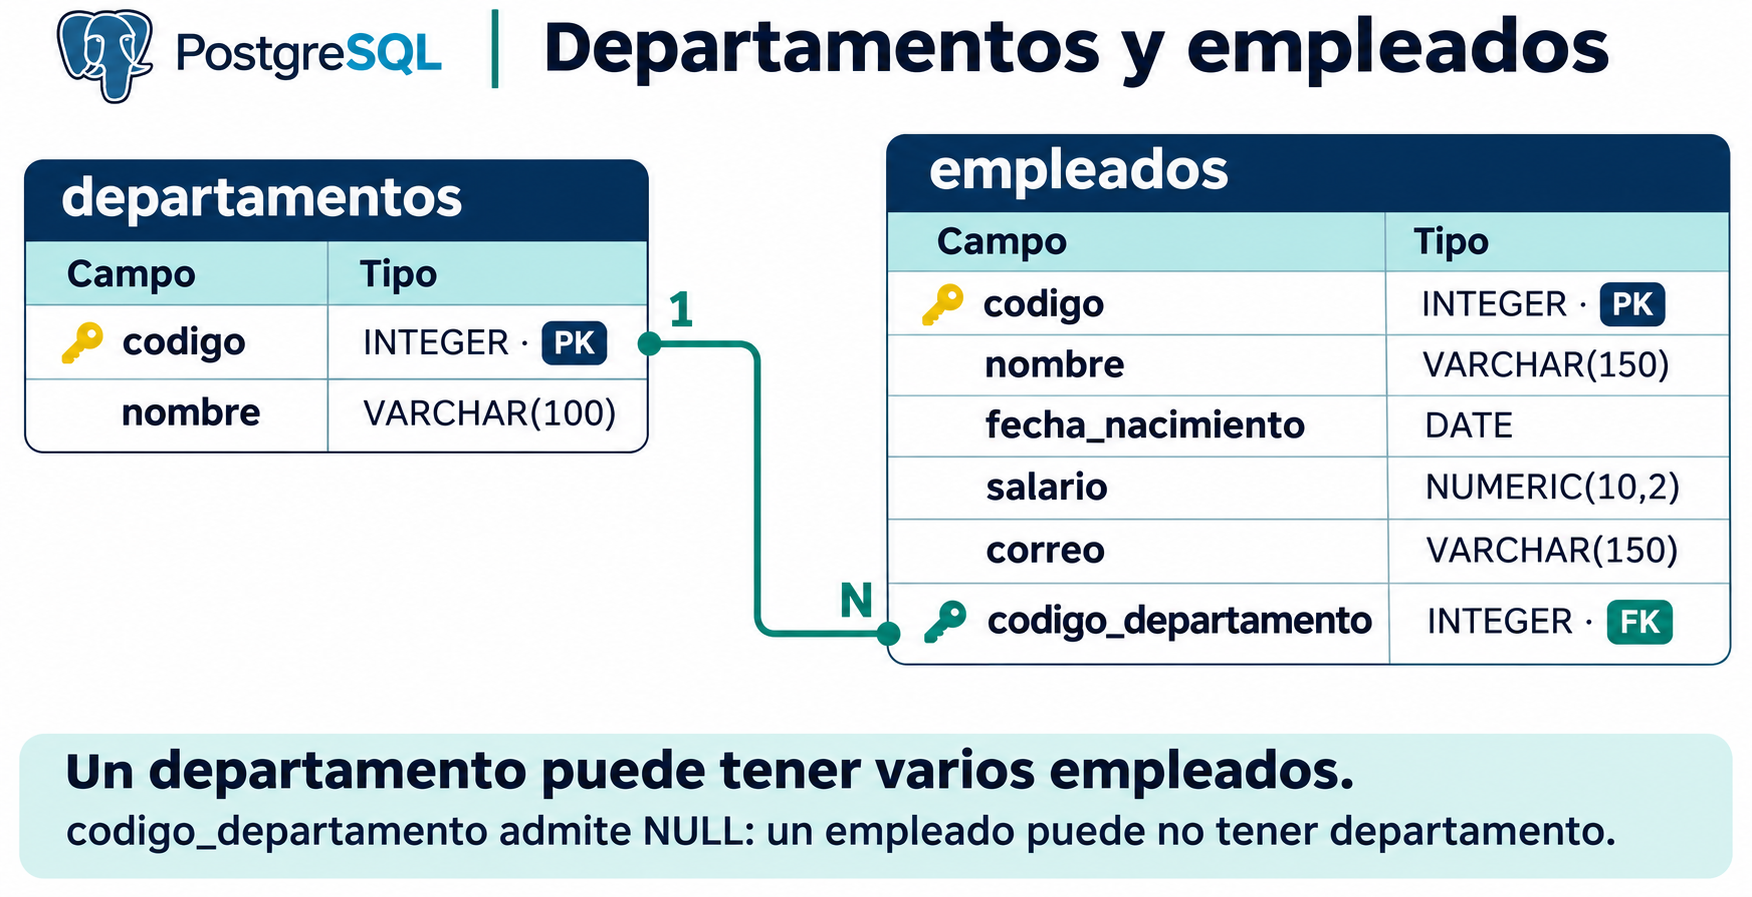 PostgreSQL | Departamentos y empleados
departamentos
Campo Tipo
codigo INTEGER · PK
nombre VARCHAR(100)
1
N
empleados
Campo Tipo
codigo INTEGER · PK
nombre VARCHAR(150)
fecha_nacimiento DATE
salario NUMERIC(10,2)
correo VARCHAR(150)
codigo_departamento INTEGER · FK
Un departamento puede tener varios empleados.
codigo_departamento admite NULL: un empleado puede no tener departamento.